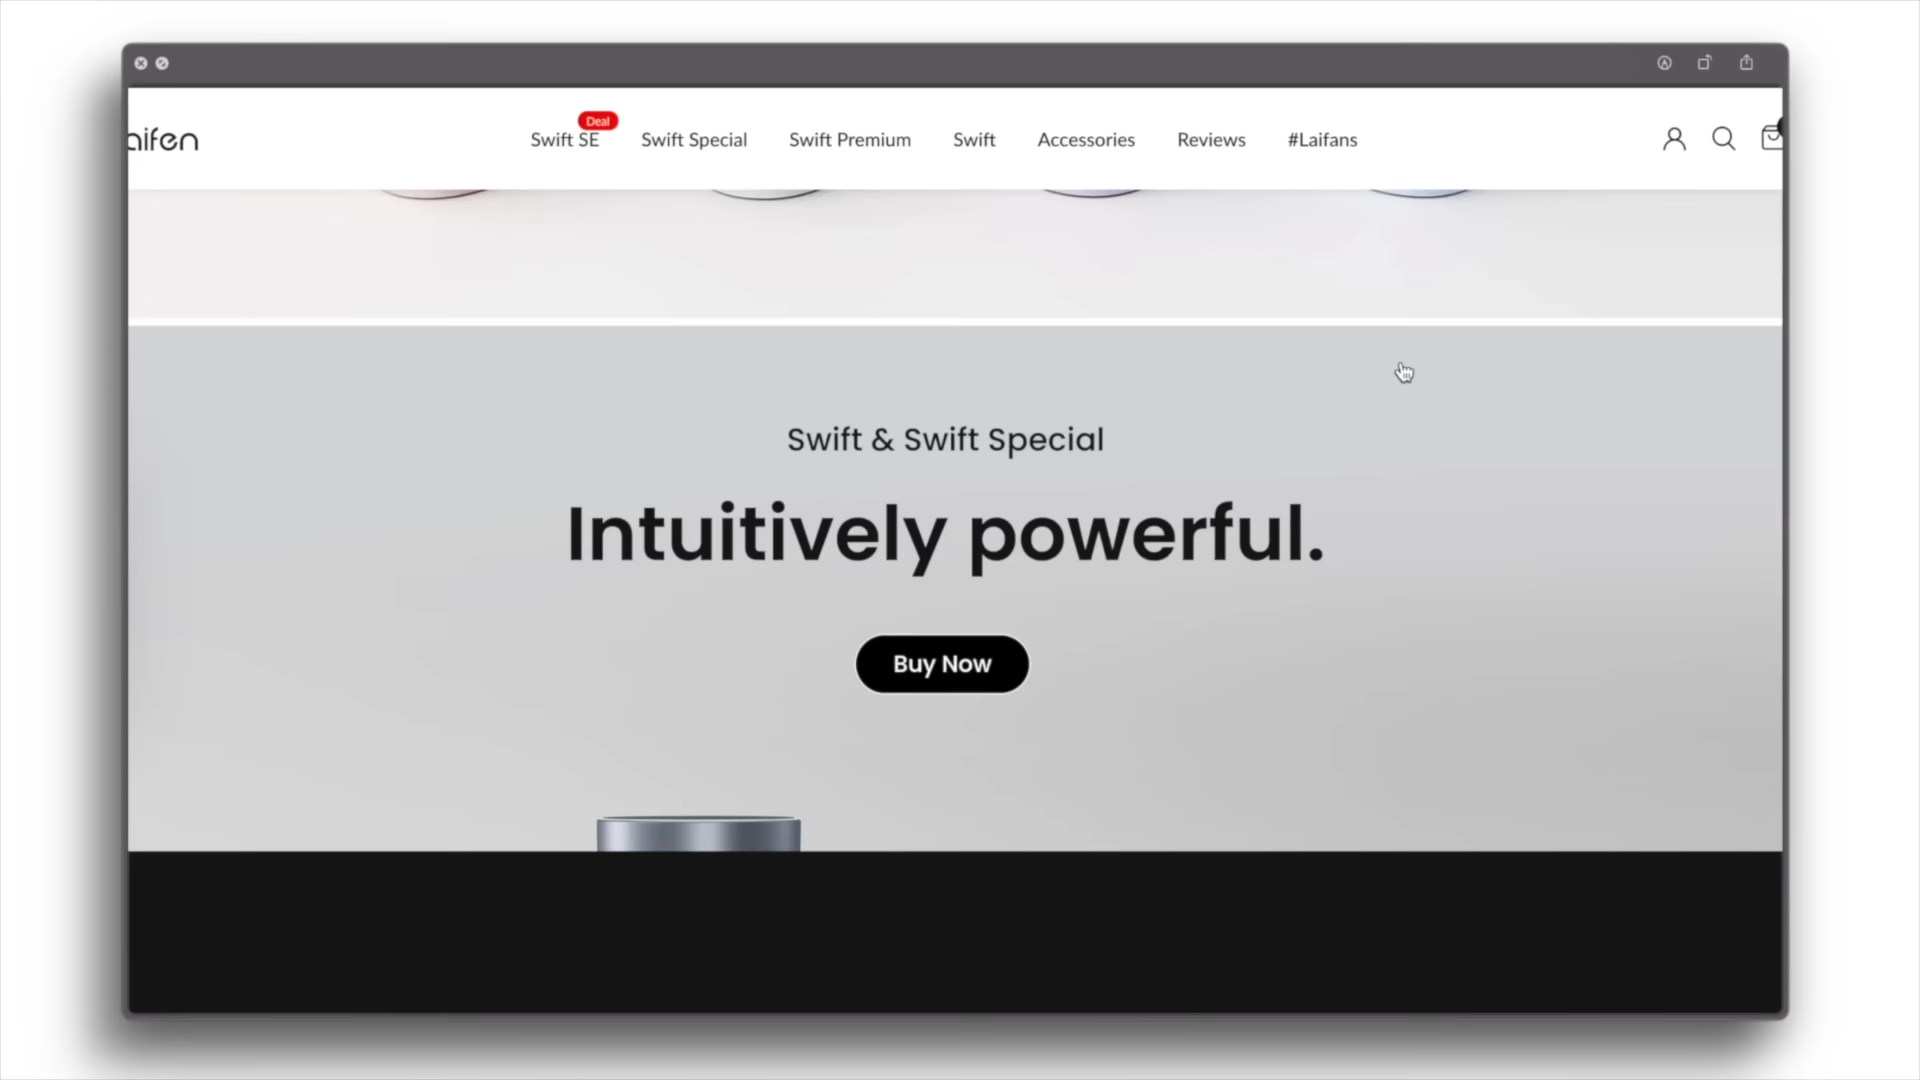 aifen
Deal
Swift SE Swift Special Swift Premium Swift Accessories Reviews #Laifans
Swift & Swift Special
Intuitively powerful.
Buy Now